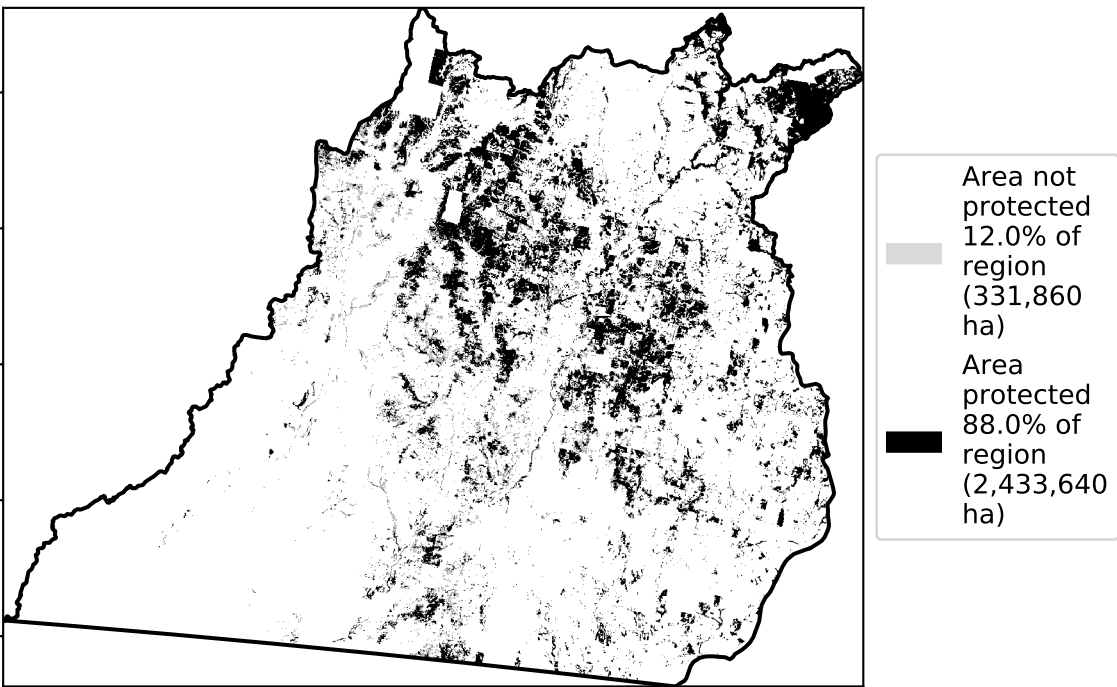 Area not
protected
12.0% of
region
(331,860
ha)
Area
protected
88.0% of
region
(2,433,640
ha)